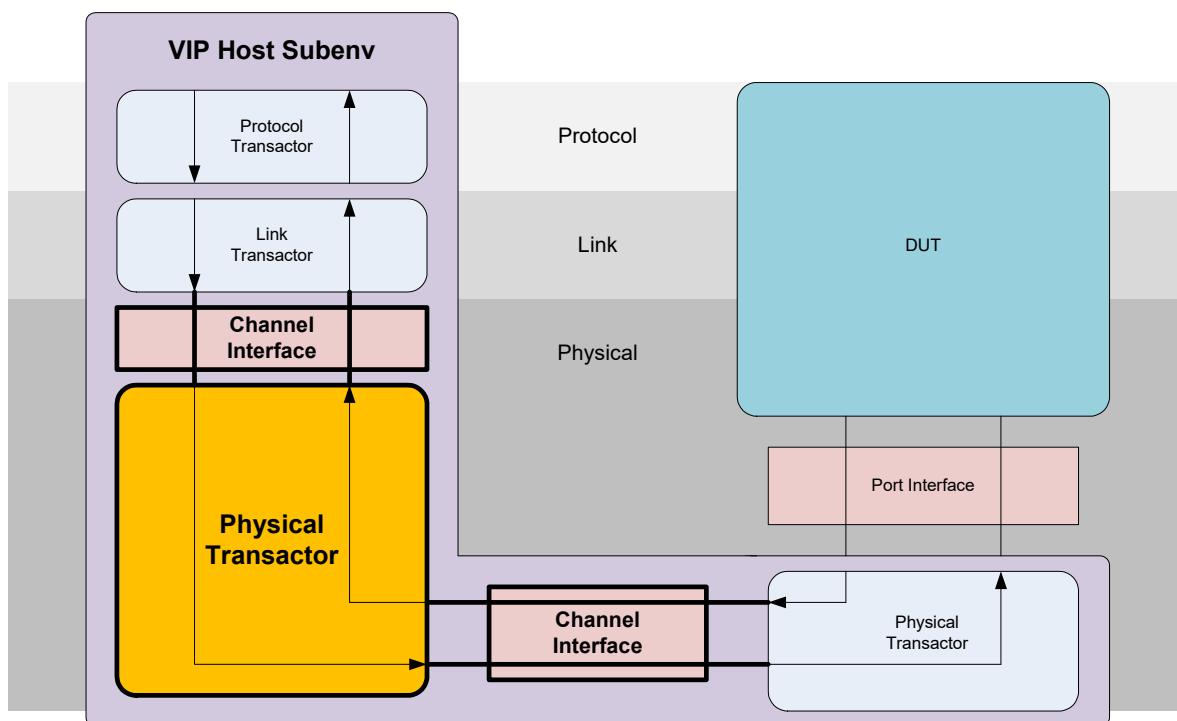 VIP Host Subenv
Protocol
Transactor
Protocol
Link
Transactor
Link
DUT
Channel
Interface
Physical
Port Interface
Physical
Transactor
Channel
Interface
Physical
Transactor